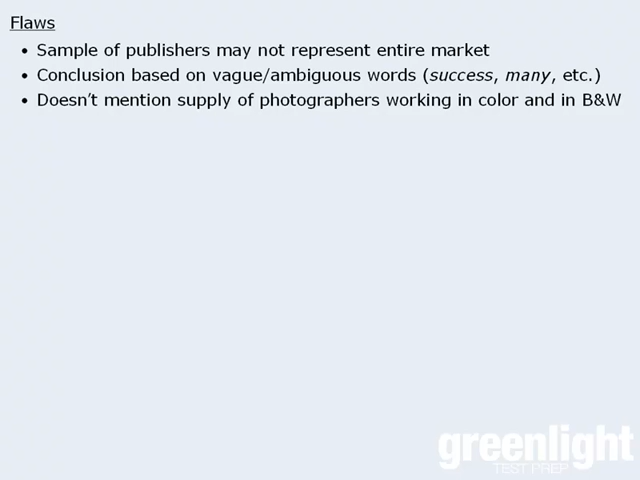 Flaws
• Sample of publishers may not represent entire market
• Conclusion based on vague/ambiguous words (success, many, etc.)
• Doesn’t mention supply of photographers working in color and in B&W
greenlight
TEST PREP